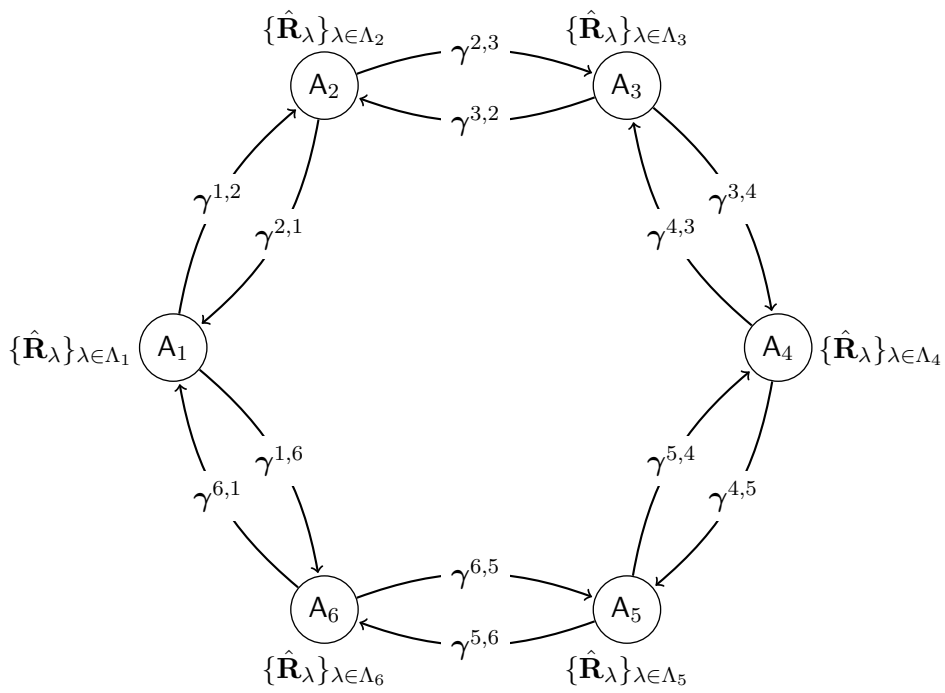 {R̂_λ}_{λ∈Λ_2} {R̂_λ}_{λ∈Λ_3}
γ^{2,3}
A_2 A_3
γ^{3,2}
γ^{1,2} γ^{3,4}
γ^{2,1} γ^{4,3}
{R̂_λ}_{λ∈Λ_1} A_1 A_4 {R̂_λ}_{λ∈Λ_4}
γ^{1,6} γ^{5,4}
γ^{6,1} γ^{4,5}
γ^{6,5}
A_6 A_5
γ^{5,6}
{R̂_λ}_{λ∈Λ_6} {R̂_λ}_{λ∈Λ_5}